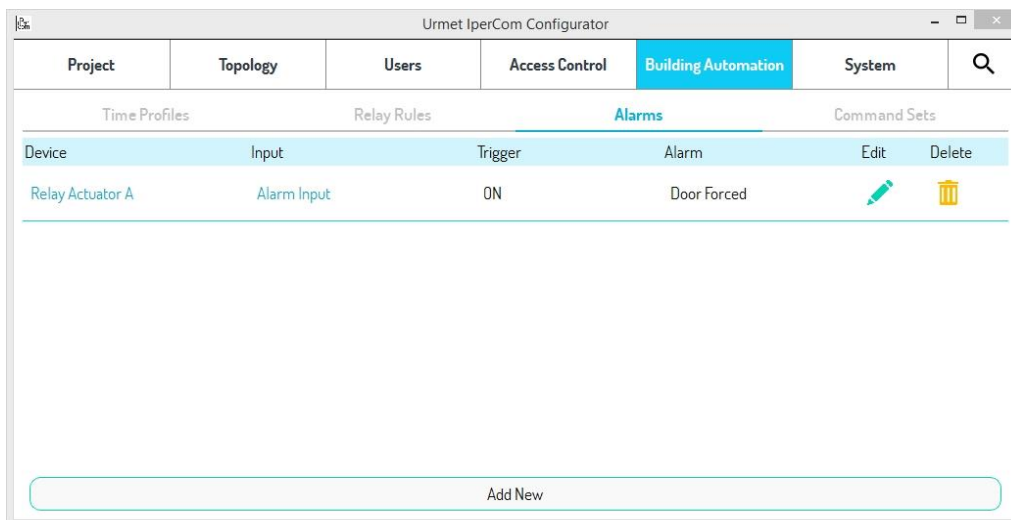 Urmet IperCom Configurator
Project Topology Users Access Control Building Automation System
Time Profiles Relay Rules Alarms Command Sets
Device Input Trigger Alarm Edit Delete
Relay Actuator A Alarm Input ON Door Forced
Add New